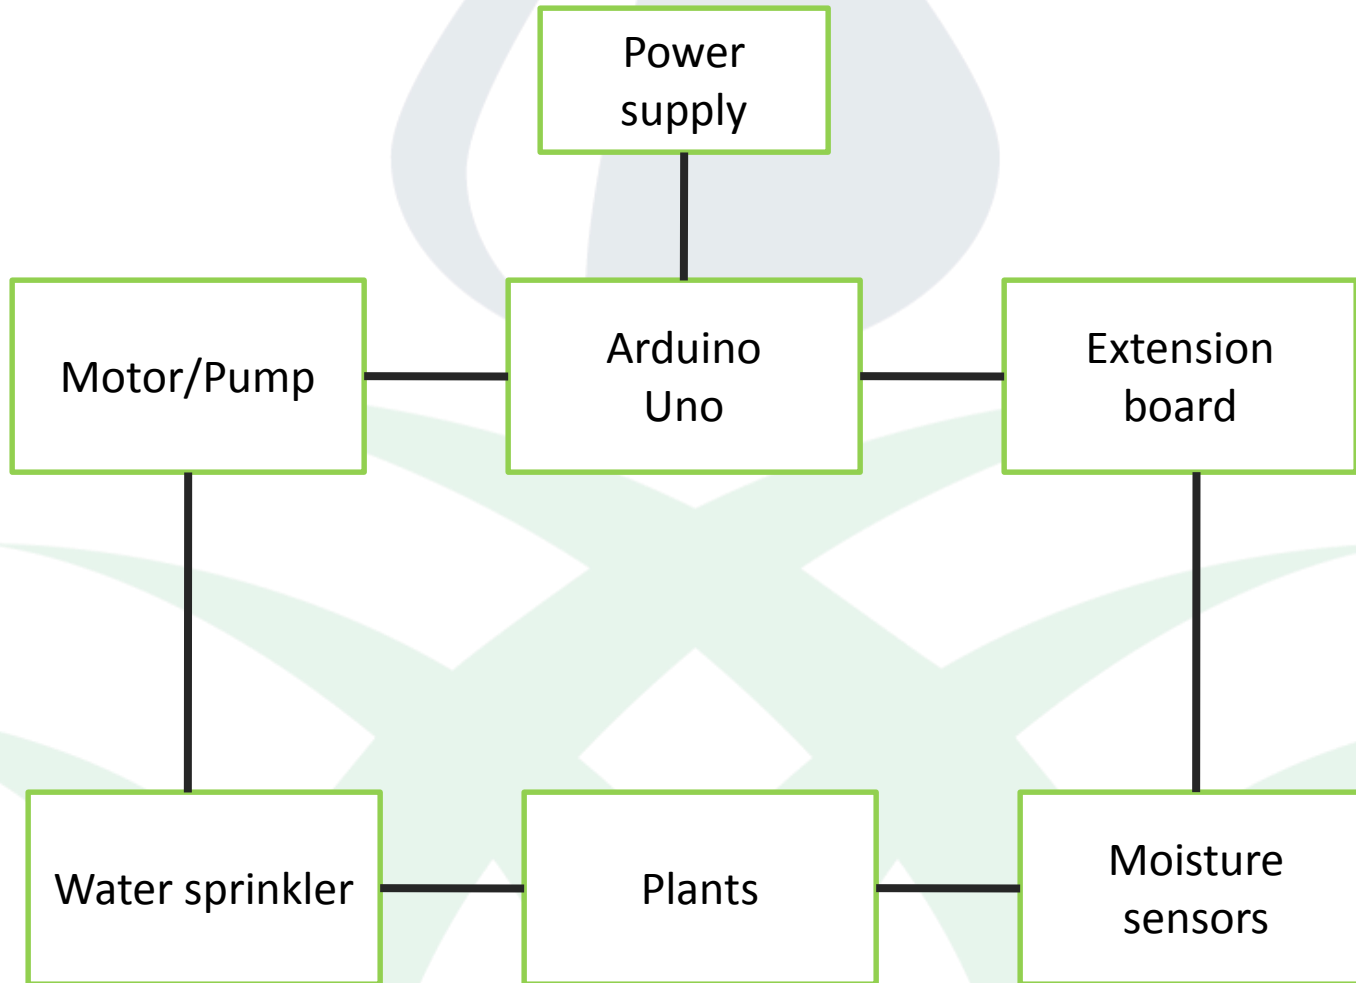 Power
supply
Motor/Pump
Arduino
Uno
Extension
board
Water sprinkler
Plants
Moisture
sensors